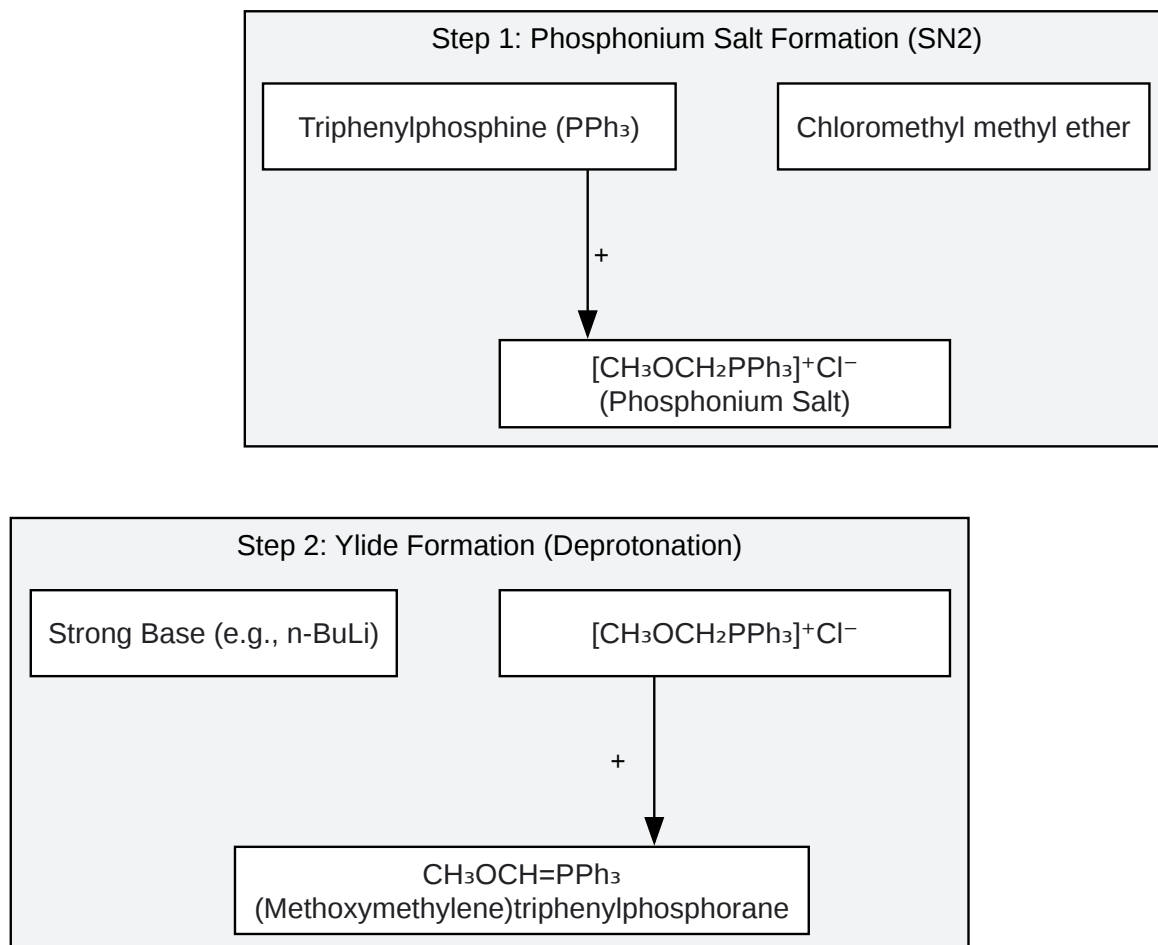 Step 1: Phosphonium Salt Formation (SN2)
Triphenylphosphine (PPh₃)
Chloromethyl methyl ether
+
[CH₃OCH₂PPh₃]⁺Cl⁻
(Phosphonium Salt)
Step 2: Ylide Formation (Deprotonation)
Strong Base (e.g., n-BuLi)
[CH₃OCH₂PPh₃]⁺Cl⁻
+
CH₃OCH=PPh₃
(Methoxymethylene)triphenylphosphorane